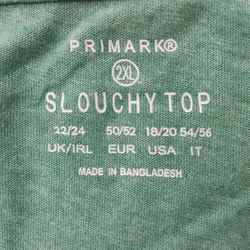 PRIMARK®
2XL
SLOUCHY TOP
22/24 50/52 18/20 54/56
UK/IRL EUR USA IT
MADE IN BANGLADESH